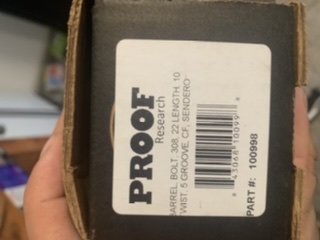 PROOF
Research
BARREL, BOLT, 308, 22 LENGTH, 10
TWIST, 5 GROOVE, CF, SENDERO
PART #: 100998